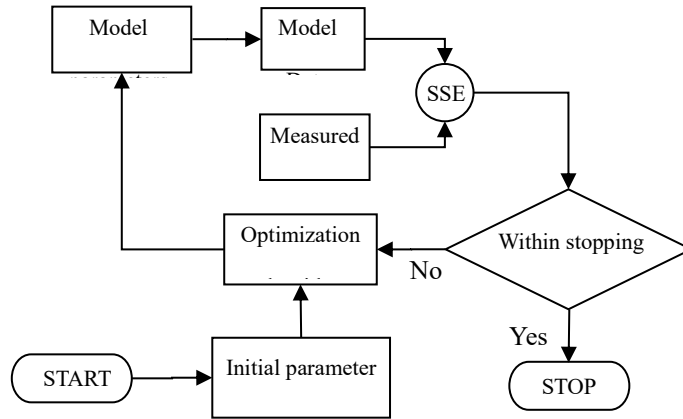 Model
Model
SSE
Measured
Optimization
Within stopping
No
Yes
Initial parameter
START
STOP